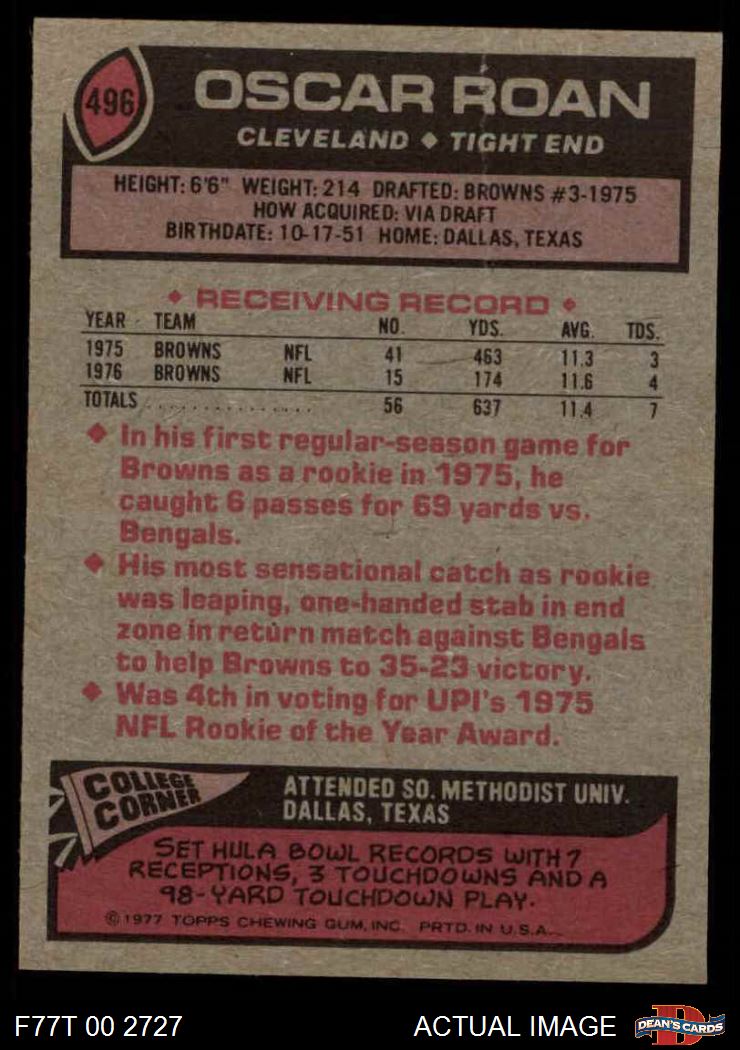 496
OSCAR ROAN
CLEVELAND ◆ TIGHT END
HEIGHT: 6'6" WEIGHT: 214 DRAFTED: BROWNS #3-1975
HOW ACQUIRED: VIA DRAFT
BIRTHDATE: 10-17-51 HOME: DALLAS, TEXAS
◆ RECEIVING RECORD ◆
YEAR TEAM NO. YDS. AVG. TDS.
1975 BROWNS NFL 41 463 11.3 3
1976 BROWNS NFL 15 174 11.6 4
TOTALS . . . . . . . . . . . . . . . 56 637 11.4 7
◆ In his first regular-season game for
Browns as a rookie in 1975, he
caught 6 passes for 69 yards vs.
Bengals.
◆ His most sensational catch as rookie
was leaping, one-handed stab in end
zone in return match against Bengals
to help Browns to 35-23 victory.
◆ Was 4th in voting for UPI's 1975
NFL Rookie of the Year Award.
COLLEGE
CORNER
ATTENDED SO. METHODIST UNIV.
DALLAS, TEXAS
SET HULA BOWL RECORDS WITH 7
RECEPTIONS, 3 TOUCHDOWNS AND A
98-YARD TOUCHDOWN PLAY.
© 1977 TOPPS CHEWING GUM, INC. PRTD. IN U.S.A.
F77T 00 2727
ACTUAL IMAGE
D
DEAN'S CARDS